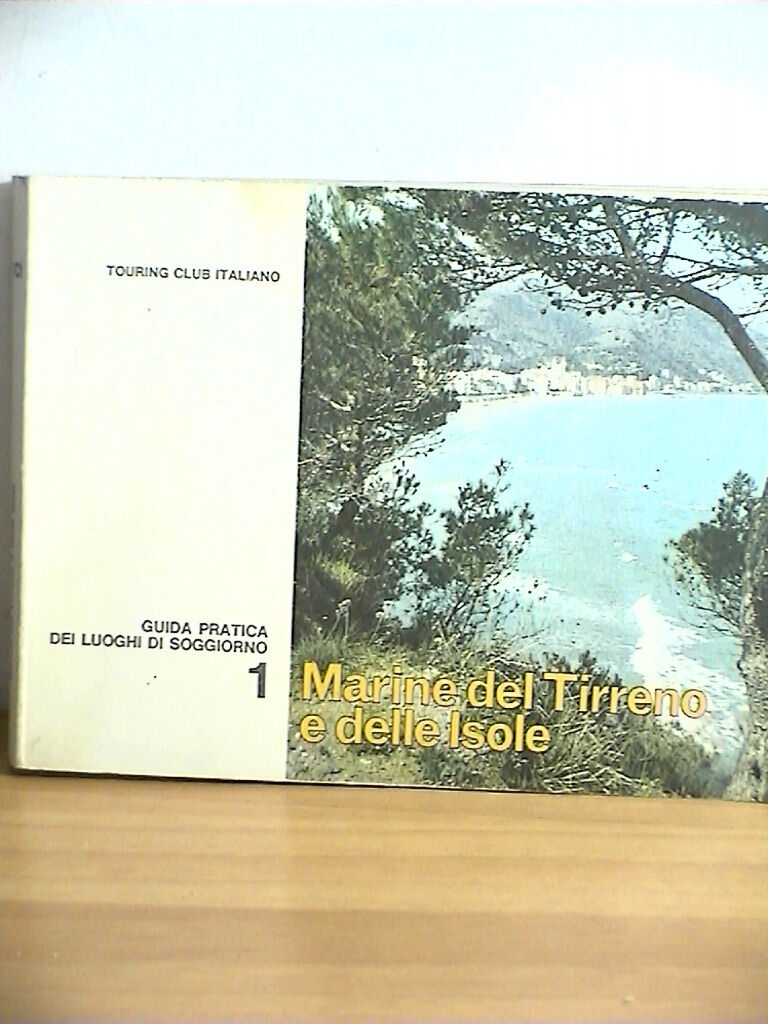 TOURING CLUB ITALIANO
GUIDA PRATICA
DEI LUOGHI DI SOGGIORNO
1
Marine del Tirreno
e delle Isole